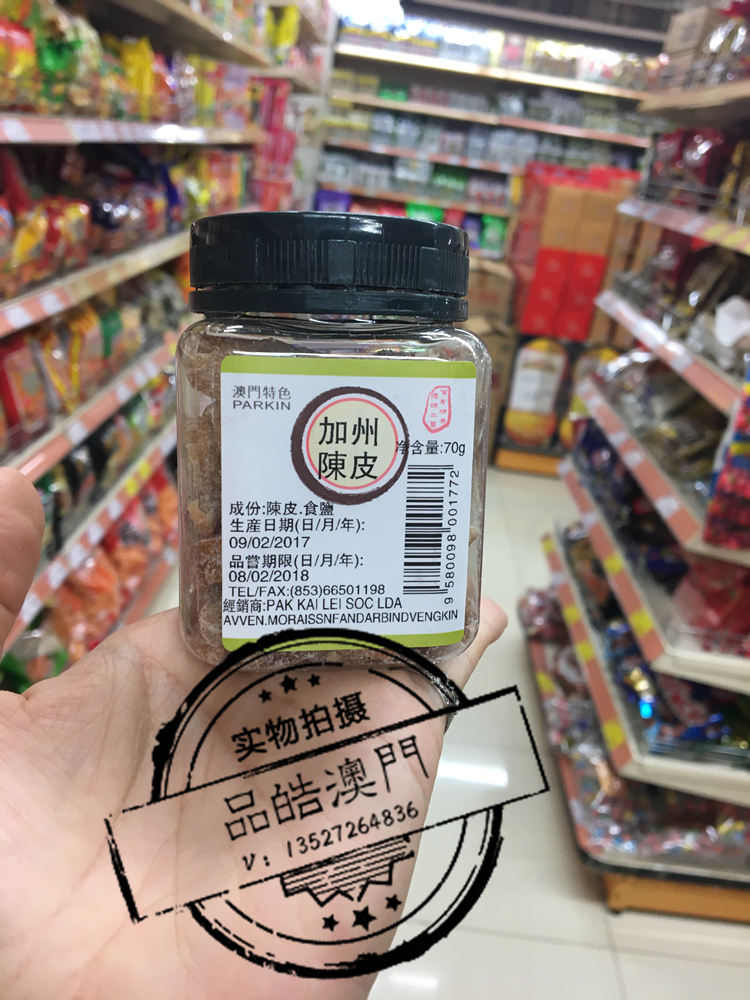 澳門特色
PARKIN
加州
陳皮
净含量:70g
成份:陳皮.食鹽
生産日期(日/月/年):
09/02/2017
品嘗期限(日/月/年):
08/02/2018
TEL/FAX:(853)66501198
經銷商:PAK KAI LEI SOC LDA
AVVEN.MORAISSNFANDARBINDVENGKIN
9 580098 001772
实物拍摄
品皓澳門
V: 13527264836